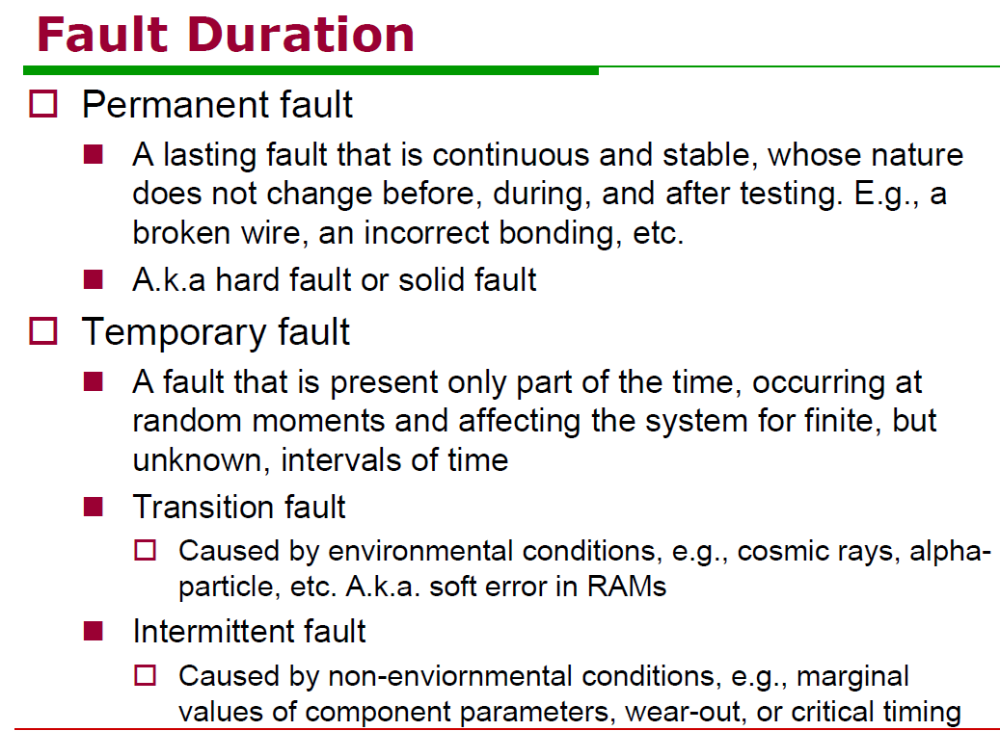 Fault Duration
Permanent fault
A lasting fault that is continuous and stable, whose nature
does not change before, during, and after testing. E.g., a
broken wire, an incorrect bonding, etc.
A.k.a hard fault or solid fault
Temporary fault
A fault that is present only part of the time, occurring at
random moments and affecting the system for finite, but
unknown, intervals of time
Transition fault
Caused by environmental conditions, e.g., cosmic rays, alpha-
particle, etc. A.k.a. soft error in RAMs
Intermittent fault
Caused by non-enviornmental conditions, e.g., marginal
values of component parameters, wear-out, or critical timing